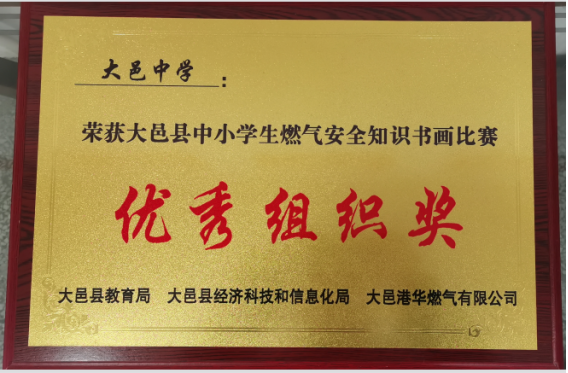 大邑中学：
荣获大邑县中小学生燃气安全知识书画比赛
优秀组织奖
大邑县教育局 大邑县经济科技和信息化局 大邑港华燃气有限公司